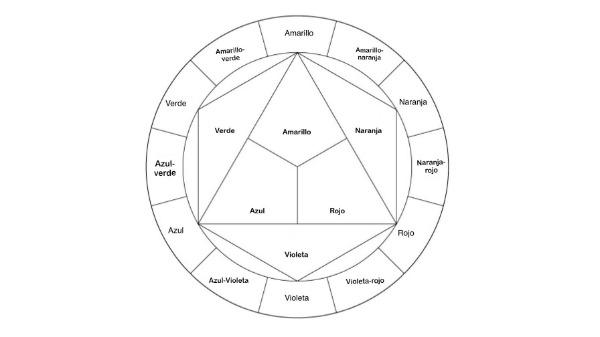 Amarillo
Amarillo-
verde
Amarillo-
naranja
Verde
Naranja
Verde
Amarillo
Naranja
Azul-
verde
Naranja-
rojo
Azul
Rojo
Azul
Rojo
Violeta
Azul-Violeta
Violeta-rojo
Violeta